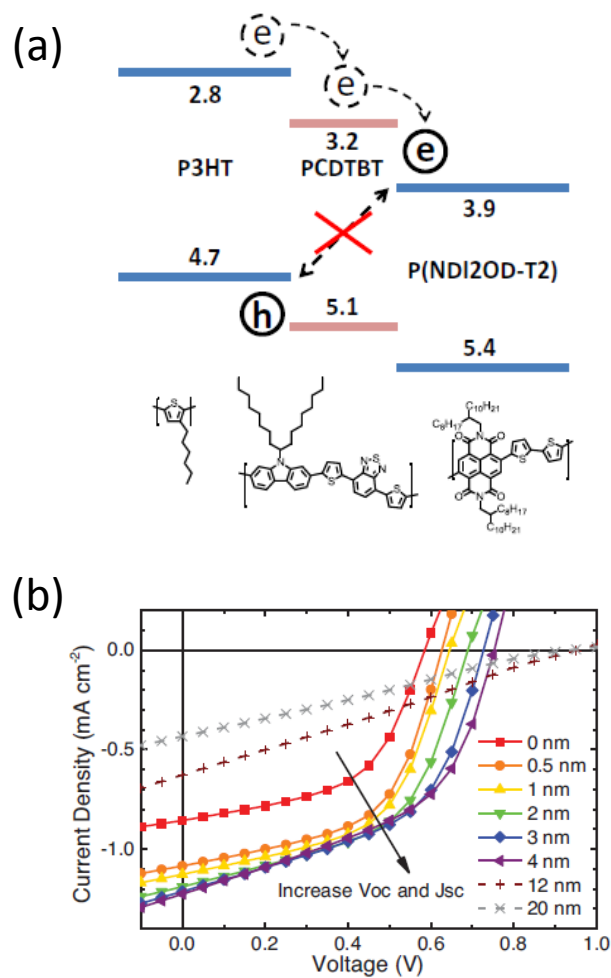 (a)
e
e
2.8
3.2
e
P3HT
PCDTBT
3.9
4.7
P(NDI2OD-T2)
h
5.1
5.4
S
N
S
N
S
N
S
C10H21
C8H17
O
N
O
S
S
O
N
O
C8H17
C10H21
(b)
Current Density (mA cm-2)
0.0
-0.5
-1.0
0 nm
0.5 nm
1 nm
2 nm
3 nm
4 nm
12 nm
20 nm
Increase Voc and Jsc
0.0
0.2
0.4
0.6
0.8
1.0
Voltage (V)